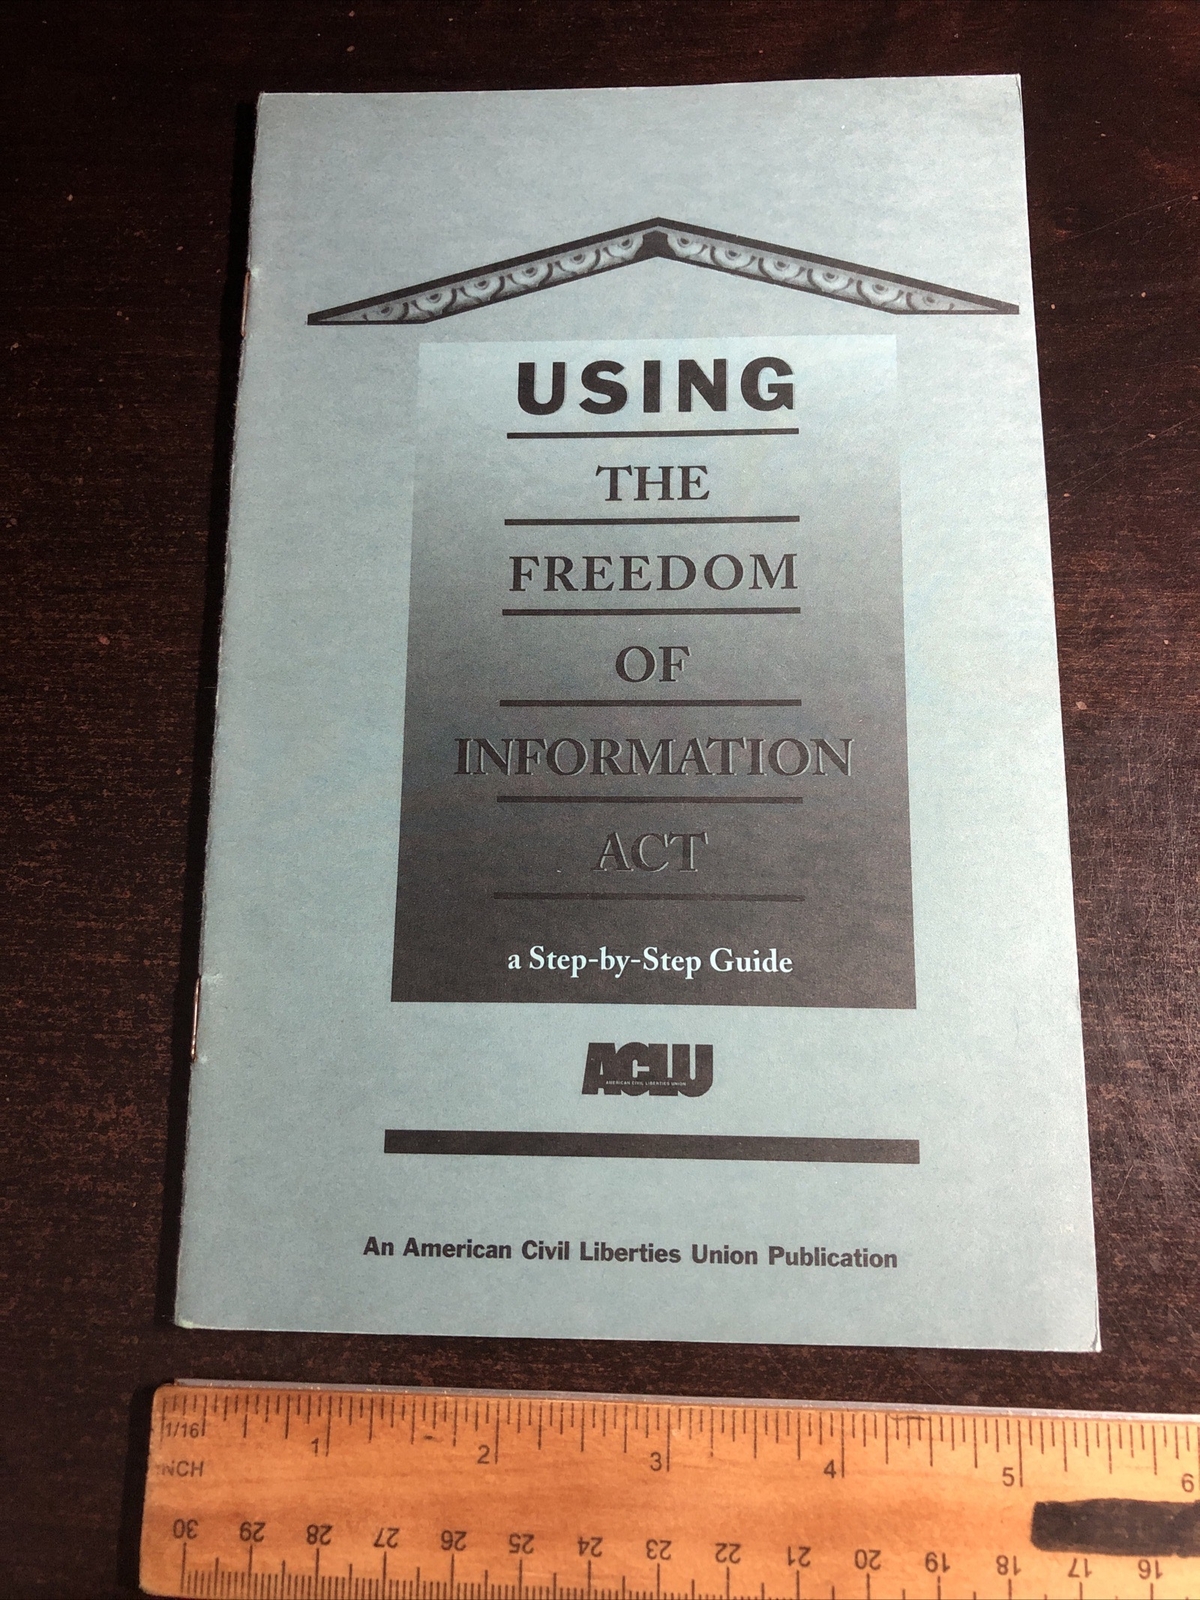 USING
THE
FREEDOM
OF
INFORMATION
ACT
a Step-by-Step Guide
ACLU
AMERICAN CIVIL LIBERTIES UNION
An American Civil Liberties Union Publication
1/16
1 2 3 4 5 6
NCH
30 29 28 27 26 25 24 23 22 21 20 19 18 17 16